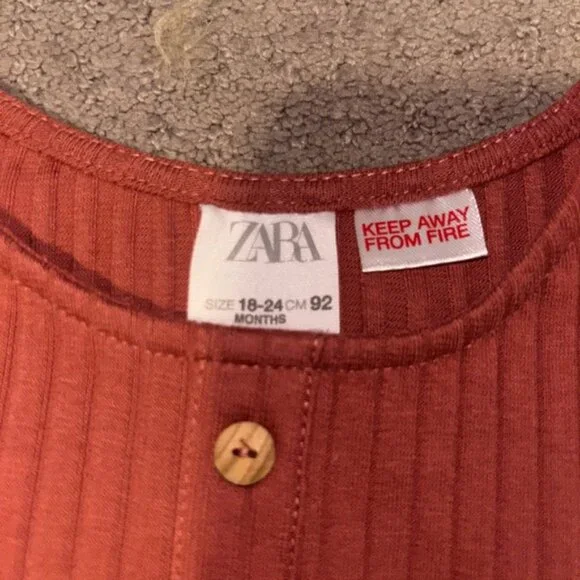 ZARA
SIZE 18-24 CM 92
MONTHS
KEEP AWAY
FROM FIRE